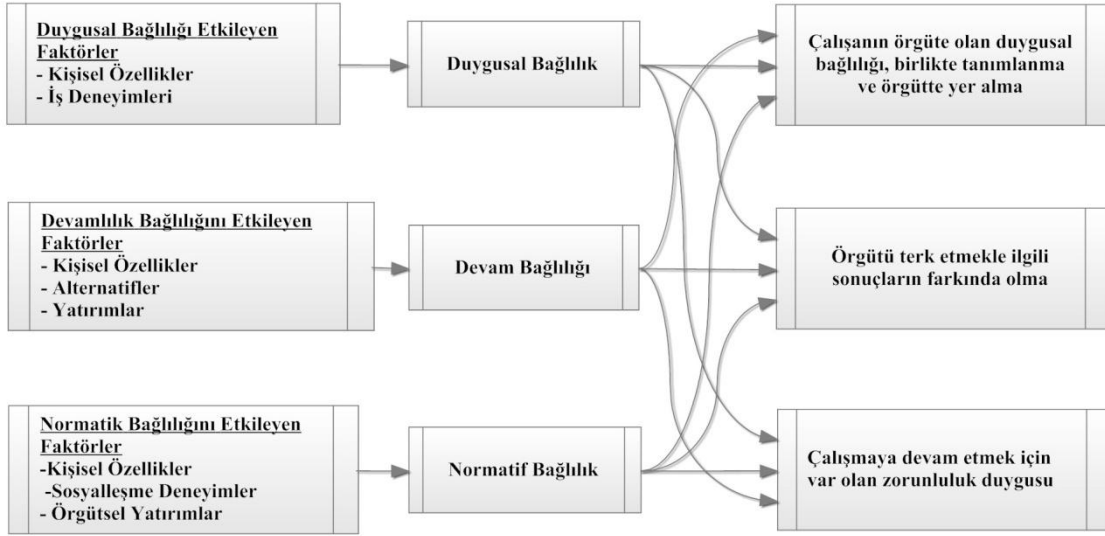 Duygusal Bağlılığı Etkileyen
Faktörler
- Kişisel Özellikler
- İş Deneyimleri
Duygusal Bağlılık
Çalışanın örgüte olan duygusal
bağlılığı, birlikte tanımlanma
ve örgütte yer alma
Devamlılık Bağlılığını Etkileyen
Faktörler
- Kişisel Özellikler
- Alternatifler
- Yatırımlar
Devam Bağlılığı
Örgütü terk etmekle ilgili
sonuçların farkında olma
Normatik Bağlılığını Etkileyen
Faktörler
-Kişisel Özellikler
-Sosyalleşme Deneyimler
- Örgütsel Yatırımlar
Normatif Bağlılık
Çalışmaya devam etmek için
var olan zorunluluk duygusu